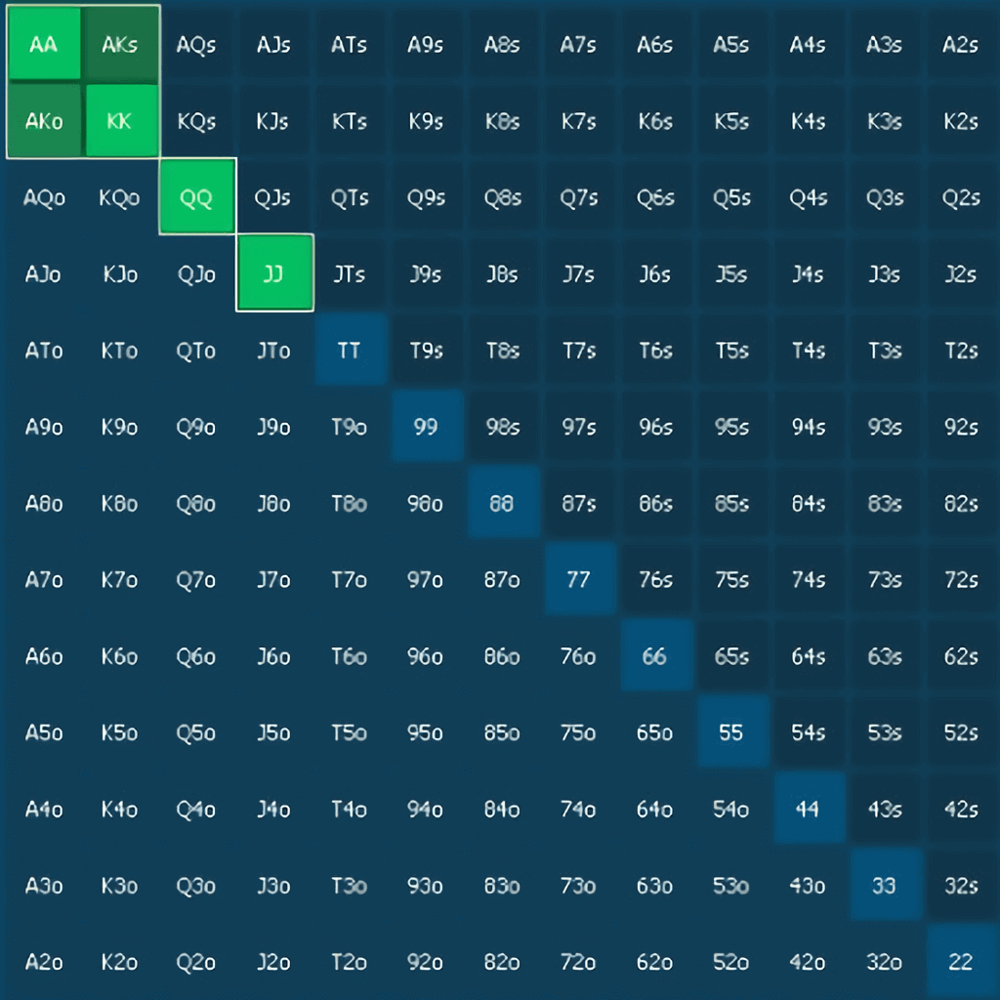 AA AKs AQs AJs ATs A9s A8s A7s A6s A5s A4s A3s A2s
AKo KK KQs KJs KTs K9s K8s K7s K6s K5s K4s K3s K2s
AQo KQo QQ QJs QTs Q9s Q8s Q7s Q6s Q5s Q4s Q3s Q2s
AJo KJo QJo JJ JTs J9s J8s J7s J6s J5s J4s J3s J2s
ATo KTo QTo JTo TT T9s T8s T7s T6s T5s T4s T3s T2s
A9o K9o Q9o J9o T9o 99 98s 97s 96s 95s 94s 93s 92s
A8o K8o Q8o J8o T8o 98o 88 87s 86s 85s 84s 83s 82s
A7o K7o Q7o J7o T7o 97o 87o 77 76s 75s 74s 73s 72s
A6o K6o Q6o J6o T6o 96o 86o 76o 66 65s 64s 63s 62s
A5o K5o Q5o J5o T5o 95o 85o 75o 65o 55 54s 53s 52s
A4o K4o Q4o J4o T4o 94o 84o 74o 64o 54o 44 43s 42s
A3o K3o Q3o J3o T3o 93o 83o 73o 63o 53o 43o 33 32s
A2o K2o Q2o J2o T2o 92o 82o 72o 62o 52o 42o 32o 22